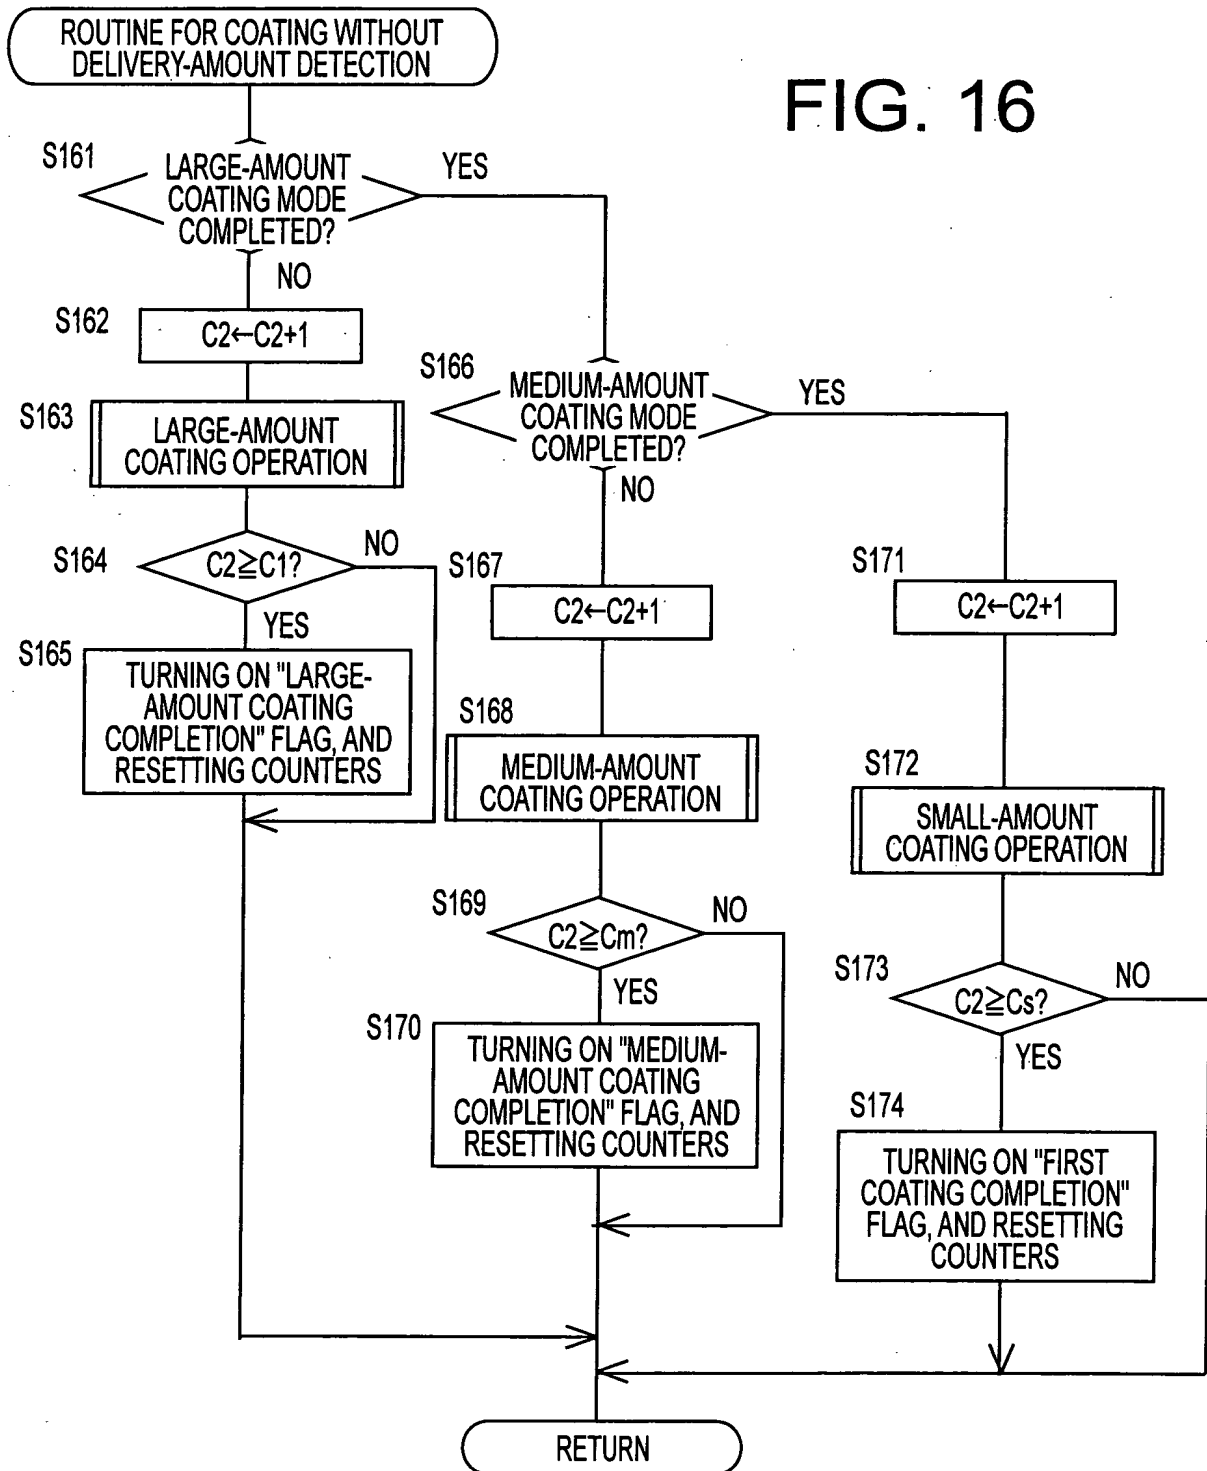 ROUTINE FOR COATING WITHOUT
DELIVERY-AMOUNT DETECTION
FIG. 16
S161
LARGE-AMOUNT
COATING MODE
COMPLETED?
YES
NO
S162
C2←C2+1
S163
LARGE-AMOUNT
COATING OPERATION
S164
C2≧C1?
NO
YES
S165
TURNING ON "LARGE-
AMOUNT COATING
COMPLETION" FLAG, AND
RESETTING COUNTERS
S166
MEDIUM-AMOUNT
COATING MODE
COMPLETED?
YES
NO
S167
C2←C2+1
S168
MEDIUM-AMOUNT
COATING OPERATION
S169
C2≧Cm?
NO
YES
S170
TURNING ON "MEDIUM-
AMOUNT COATING
COMPLETION" FLAG, AND
RESETTING COUNTERS
S171
C2←C2+1
S172
SMALL-AMOUNT
COATING OPERATION
S173
C2≧Cs?
NO
YES
S174
TURNING ON "FIRST
COATING COMPLETION"
FLAG, AND RESETTING
COUNTERS
RETURN